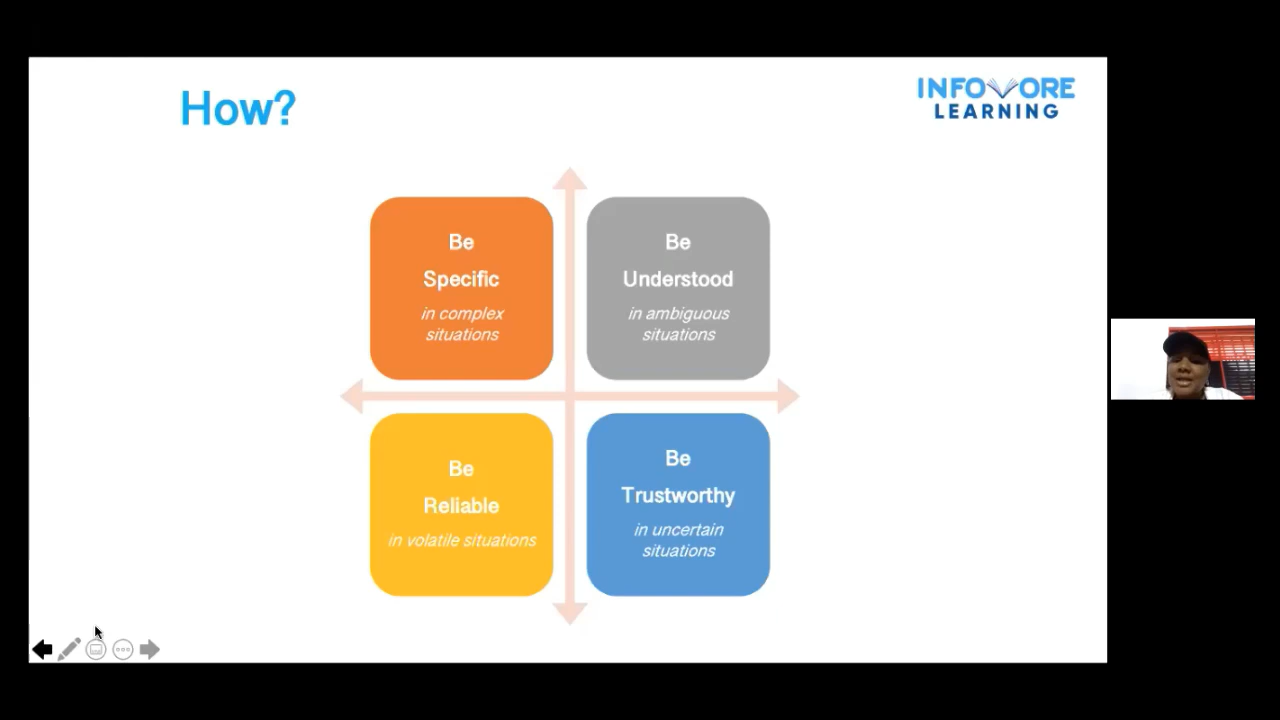 How?
INFOVORE
LEARNING
Be
Specific
in complex
situations
Be
Understood
in ambiguous
situations
Be
Reliable
in volatile situations
Be
Trustworthy
in uncertain
situations